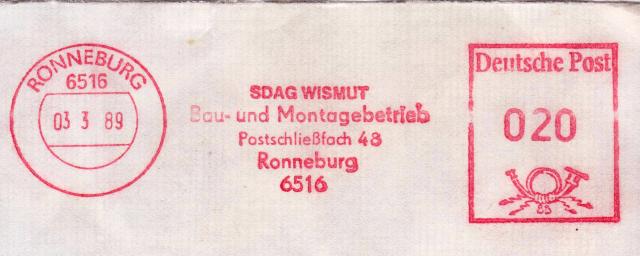 RONNEBURG
6516
03 3 89
SDAG WISMUT
Bau- und Montagebetrieb
Postschließfach 48
Ronneburg
6516
Deutsche Post
020